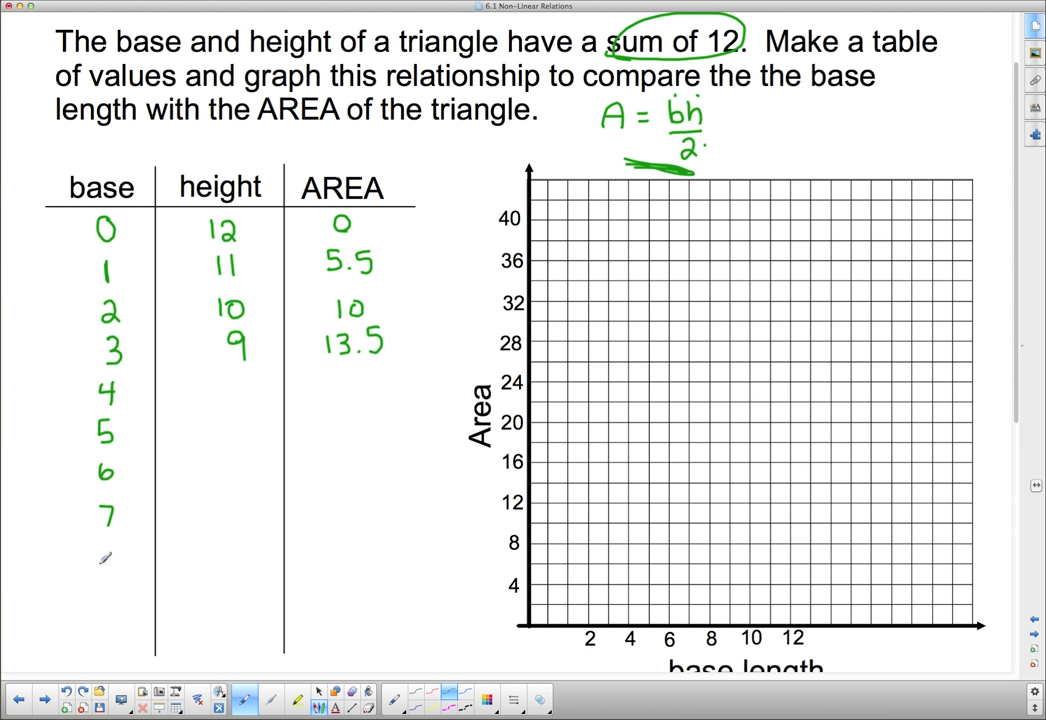 6.1 Non-Linear Relations
The base and height of a triangle have a sum of 12. Make a table
of values and graph this relationship to compare the the base
length with the AREA of the triangle.
A = bh
2
base height AREA
0 12 0
1 11 5.5
2 10 10
3 9 13.5
4
5
6
7
Area
40
36
32
28
24
20
16
12
8
4
2 4 6 8 10 12
base length